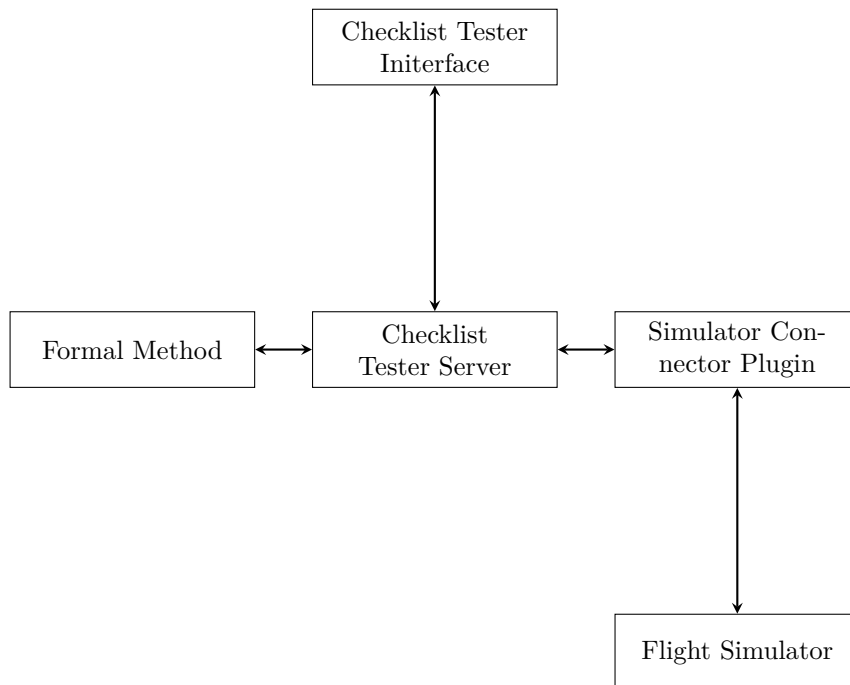 Checklist Tester
Initerface
Formal Method
Checklist
Tester Server
Simulator Con-
nector Plugin
Flight Simulator